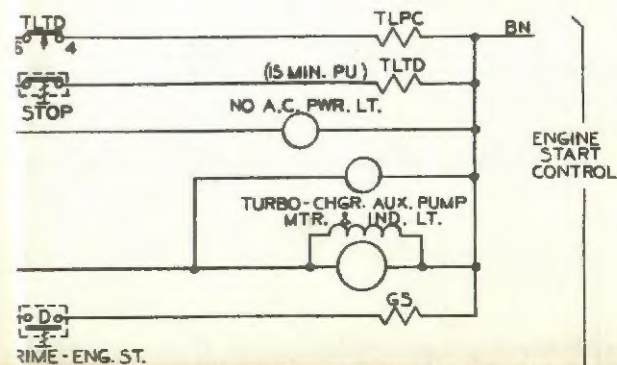 TLTD TLPC BN
5 4
(15 MIN. PU) TLTD
STOP
NO A.C. PWR. LT.
ENGINE
START
CONTROL
TURBO-CHGR. AUX. PUMP
MTR. & IND. LT.
D GS
RIME-ENG. ST.